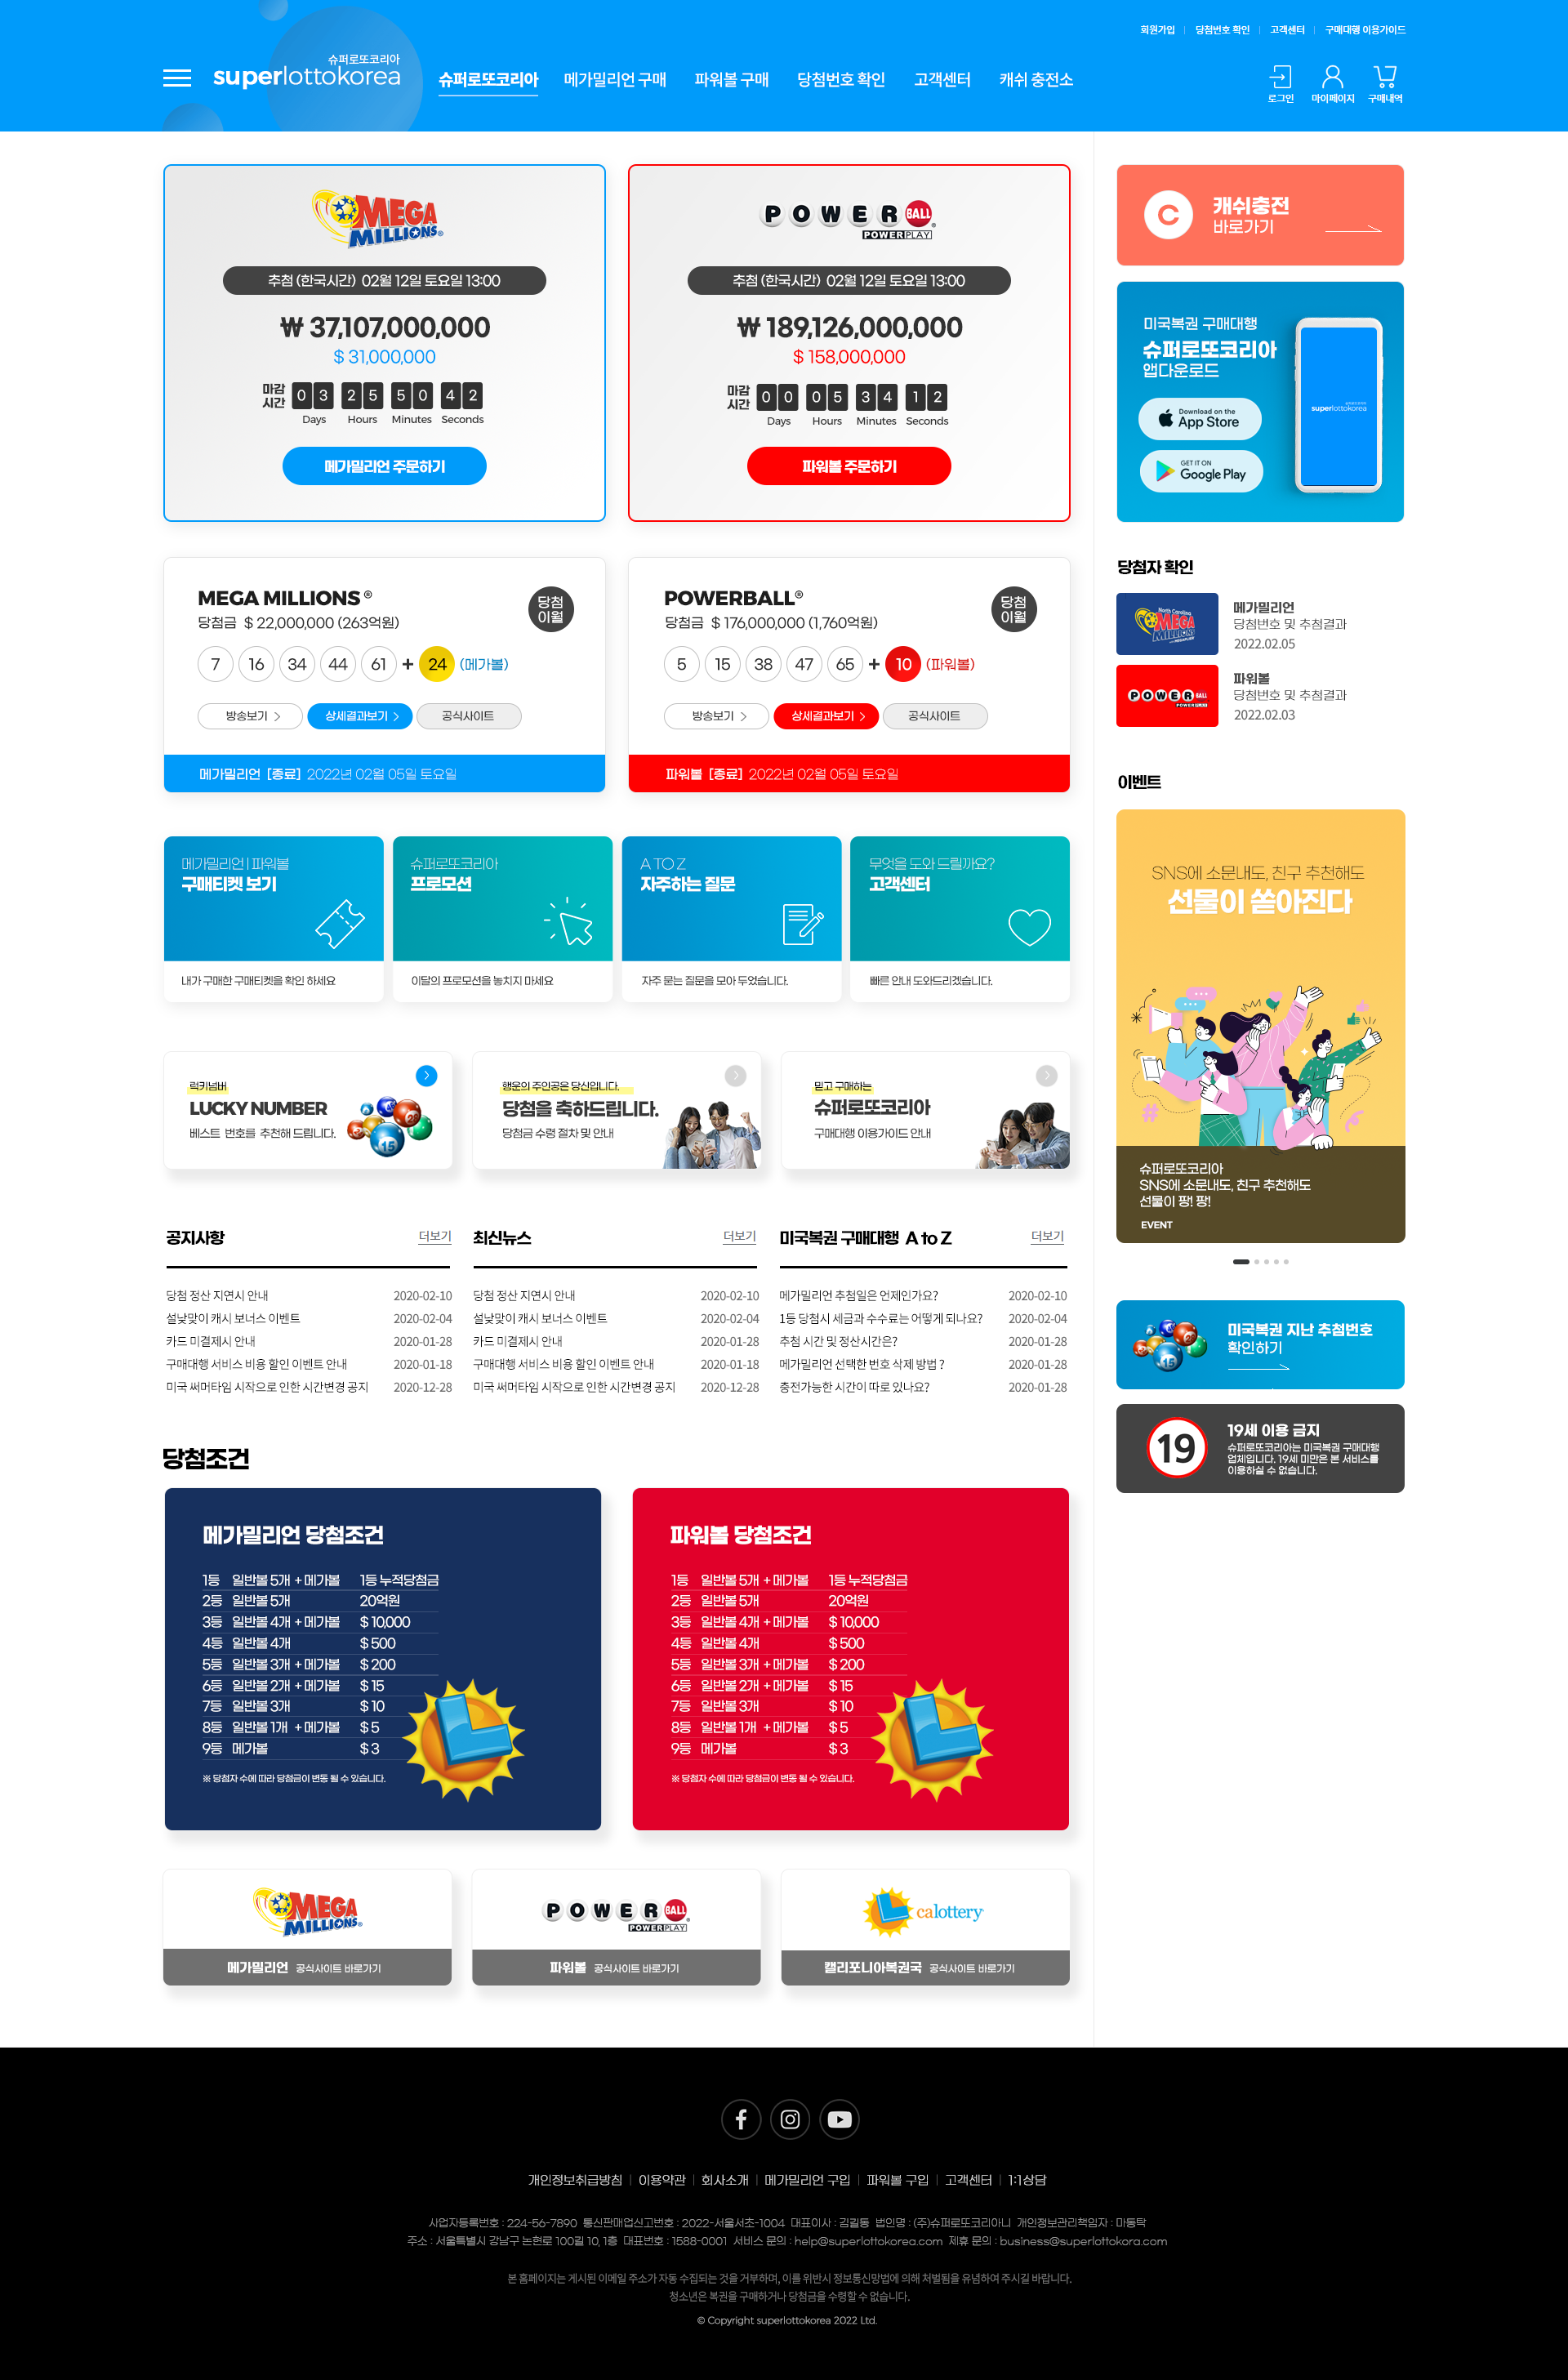 회원가입 | 당첨번호 확인 | 고객센터 | 구매대행 이용가이드
슈퍼로또코리아
superlottokorea
슈퍼로또코리아 메가밀리언 구매 파워볼 구매 당첨번호 확인 고객센터 캐쉬 충전소
로그인 마이페이지 구매내역
MEGA MILLIONS®
추첨 (한국시간) 02월 12일 토요일 13:00
₩ 37,107,000,000
$ 31,000,000
마감 시간 03 25 50 42
Days Hours Minutes Seconds
메가밀리언 주문하기
POWERBALL®
POWERPLAY
추첨 (한국시간) 02월 12일 토요일 13:00
₩ 189,126,000,000
$ 158,000,000
마감 시간 00 05 34 12
Days Hours Minutes Seconds
파워볼 주문하기
캐쉬충전
바로가기
미국복권 구매대행
슈퍼로또코리아
앱다운로드
superlottokorea
Download on the
App Store
GET IT ON
Google Play
MEGA MILLIONS ®
당첨금 $ 22,000,000 (263억원)
당첨
이월
7 16 34 44 61 + 24 (메가볼)
방송보기 > 상세결과보기 > 공식사이트
메가밀리언 [종료] 2022년 02월 05일 토요일
POWERBALL®
당첨금 $ 176,000,000 (1,760억원)
당첨
이월
5 15 38 47 65 + 10 (파워볼)
방송보기 > 상세결과보기 > 공식사이트
파워볼 [종료] 2022년 02월 05일 토요일
당첨자 확인
North Carolina
MEGA MILLIONS
메가밀리언
당첨번호 및 추첨결과
2022.02.05
POWERBALL
POWERPLAY
파워볼
당첨번호 및 추첨결과
2022.02.03
이벤트
SNS에 소문내도, 친구 추천해도
선물이 쏟아진다
슈퍼로또코리아
SNS에 소문내도, 친구 추천해도
선물이 팡! 팡!
EVENT
메가밀리언 | 파워볼
구매티켓 보기
내가 구매한 구매티켓을 확인 하세요
슈퍼로또코리아
프로모션
이달의 프로모션을 놓치지 마세요
A TO Z
자주하는 질문
자주 묻는 질문을 모아 두었습니다.
무엇을 도와 드릴까요?
고객센터
빠른 안내 도와드리겠습니다.
럭키넘버
LUCKY NUMBER
베스트 번호를 추천해 드립니다.
행운의 주인공은 당신입니다.
당첨을 축하드립니다.
당첨금 수령 절차 및 안내
믿고 구매하는
슈퍼로또코리아
구매대행 이용가이드 안내
공지사항 더보기
당첨 정산 지연시 안내 2020-02-10
설낮맞이 캐시 보너스 이벤트 2020-02-04
카드 미결제시 안내 2020-01-28
구매대행 서비스 비용 할인 이벤트 안내 2020-01-18
미국 써머타임 시작으로 인한 시간변경 공지 2020-12-28
최신뉴스 더보기
당첨 정산 지연시 안내 2020-02-10
설낮맞이 캐시 보너스 이벤트 2020-02-04
카드 미결제시 안내 2020-01-28
구매대행 서비스 비용 할인 이벤트 안내 2020-01-18
미국 써머타임 시작으로 인한 시간변경 공지 2020-12-28
미국복권 구매대행 A to Z 더보기
메가밀리언 추첨일은 언제인가요? 2020-02-10
1등 당첨시 세금과 수수료는 어떻게 되나요? 2020-02-04
추첨 시간 및 정산시간은? 2020-01-28
메가밀리언 선택한 번호 삭제 방법 ? 2020-01-28
충전가능한 시간이 따로 있나요? 2020-01-28
미국복권 지난 추첨번호
확인하기
19
19세 이용 금지
슈퍼로또코리아는 미국복권 구매대행
업체입니다. 19세 미만은 본 서비스를
이용하실 수 없습니다.
당첨조건
메가밀리언 당첨조건
1등 일반볼 5개 + 메가볼 1등 누적당첨금
2등 일반볼 5개 20억원
3등 일반볼 4개 + 메가볼 $ 10,000
4등 일반볼 4개 $ 500
5등 일반볼 3개 + 메가볼 $ 200
6등 일반볼 2개 + 메가볼 $ 15
7등 일반볼 3개 $ 10
8등 일반볼 1개 + 메가볼 $ 5
9등 메가볼 $ 3
※ 당첨자 수에 따라 당첨금이 변동 될 수 있습니다.
파워볼 당첨조건
1등 일반볼 5개 + 메가볼 1등 누적당첨금
2등 일반볼 5개 20억원
3등 일반볼 4개 + 메가볼 $ 10,000
4등 일반볼 4개 $ 500
5등 일반볼 3개 + 메가볼 $ 200
6등 일반볼 2개 + 메가볼 $ 15
7등 일반볼 3개 $ 10
8등 일반볼 1개 + 메가볼 $ 5
9등 메가볼 $ 3
※ 당첨자 수에 따라 당첨금이 변동 될 수 있습니다.
MEGA MILLIONS®
메가밀리언 공식사이트 바로가기
POWERBALL®
POWERPLAY
파워볼 공식사이트 바로가기
calottery
캘리포니아복권국 공식사이트 바로가기
개인정보취급방침 | 이용약관 | 회사소개 | 메가밀리언 구입 | 파워볼 구입 | 고객센터 | 1:1상담
사업자등록번호 : 224-56-7890 통신판매업신고번호 : 2022-서울서초-1004 대표이사 : 김길동 법인명 : (주)슈퍼로또코리아니 개인정보관리책임자 : 마동탁
주소 : 서울특별시 강남구 논현로 100길 10, 1층 대표번호 : 1588-0001 서비스 문의 : help@superlottokorea.com 제휴 문의 : business@superlottokora.com
본 홈페이지는 게시된 이메일 주소가 자동 수집되는 것을 거부하며, 이를 위반시 정보통신망법에 의해 처벌됨을 유념하여 주시길 바랍니다.
청소년은 복권을 구매하거나 당첨금을 수령할 수 없습니다.
© Copyright superlottokorea 2022 Ltd.